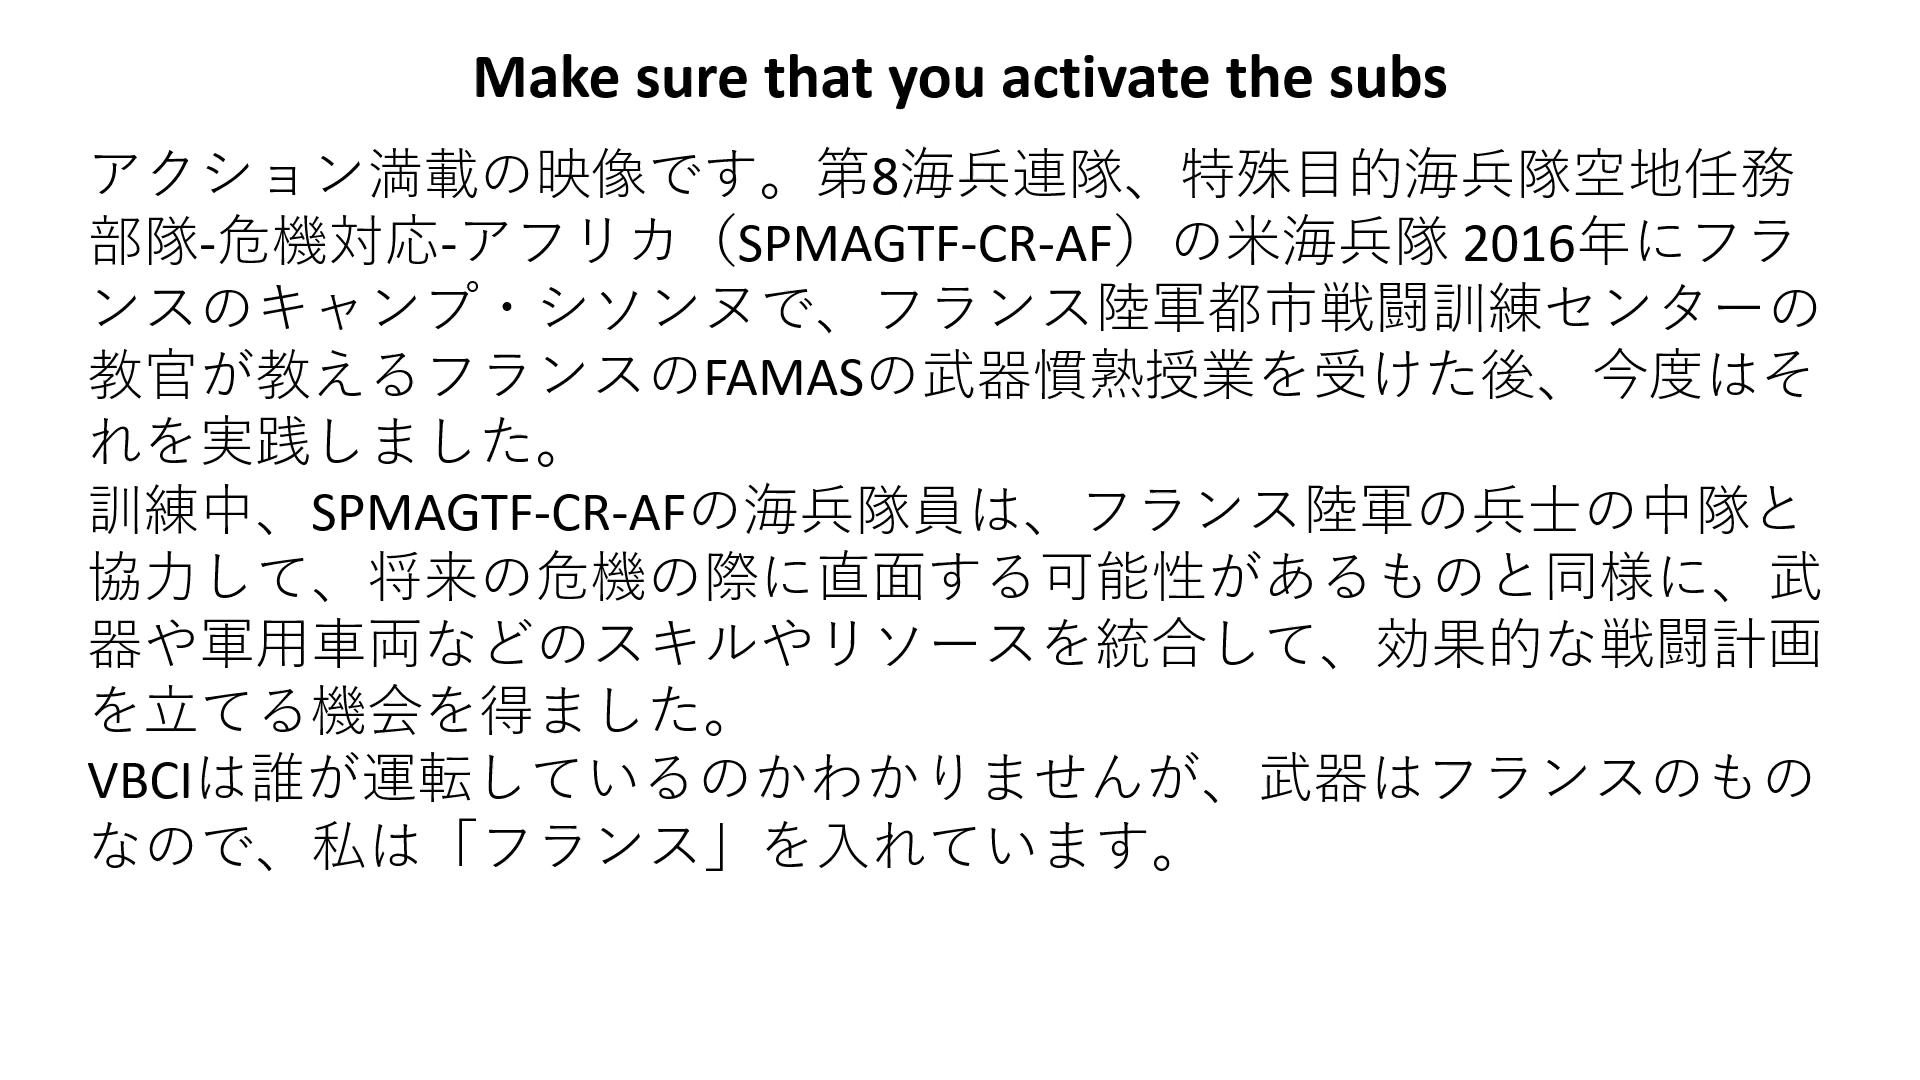 Make sure that you activate the subs
アクション満載の映像です。第8海兵連隊、特殊目的海兵隊空地任務
部隊-危機対応-アフリカ（SPMAGTF-CR-AF）の米海兵隊 2016年にフラ
ンスのキャンプ・シソンヌで、フランス陸軍都市戦闘訓練センターの
教官が教えるフランスのFAMASの武器慣熟授業を受けた後、今度はそ
れを実践しました。
訓練中、SPMAGTF-CR-AFの海兵隊員は、フランス陸軍の兵士の中隊と
協力して、将来の危機の際に直面する可能性があるものと同様に、武
器や軍用車両などのスキルやリソースを統合して、効果的な戦闘計画
を立てる機会を得ました。
VBCIは誰が運転しているのかわかりませんが、武器はフランスのもの
なので、私は「フランス」を入れています。